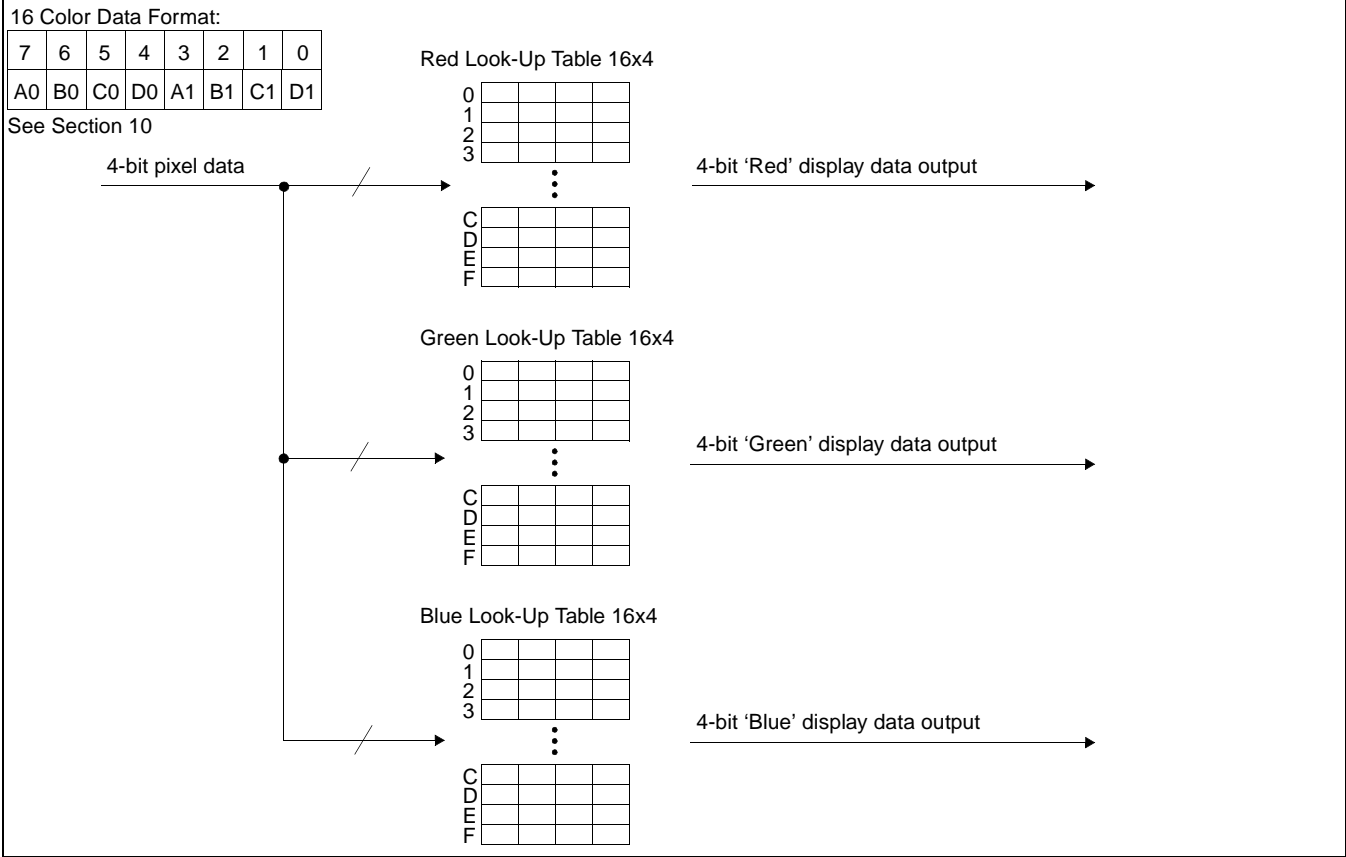 16 Color Data Format:
7 6 5 4 3 2 1 0
A0 B0 C0 D0 A1 B1 C1 D1
See Section 10
4-bit pixel data
Red Look-Up Table 16x4
0
1
2
3
C
D
E
F
4-bit ‘Red’ display data output
Green Look-Up Table 16x4
0
1
2
3
C
D
E
F
4-bit ‘Green’ display data output
Blue Look-Up Table 16x4
0
1
2
3
C
D
E
F
4-bit ‘Blue’ display data output